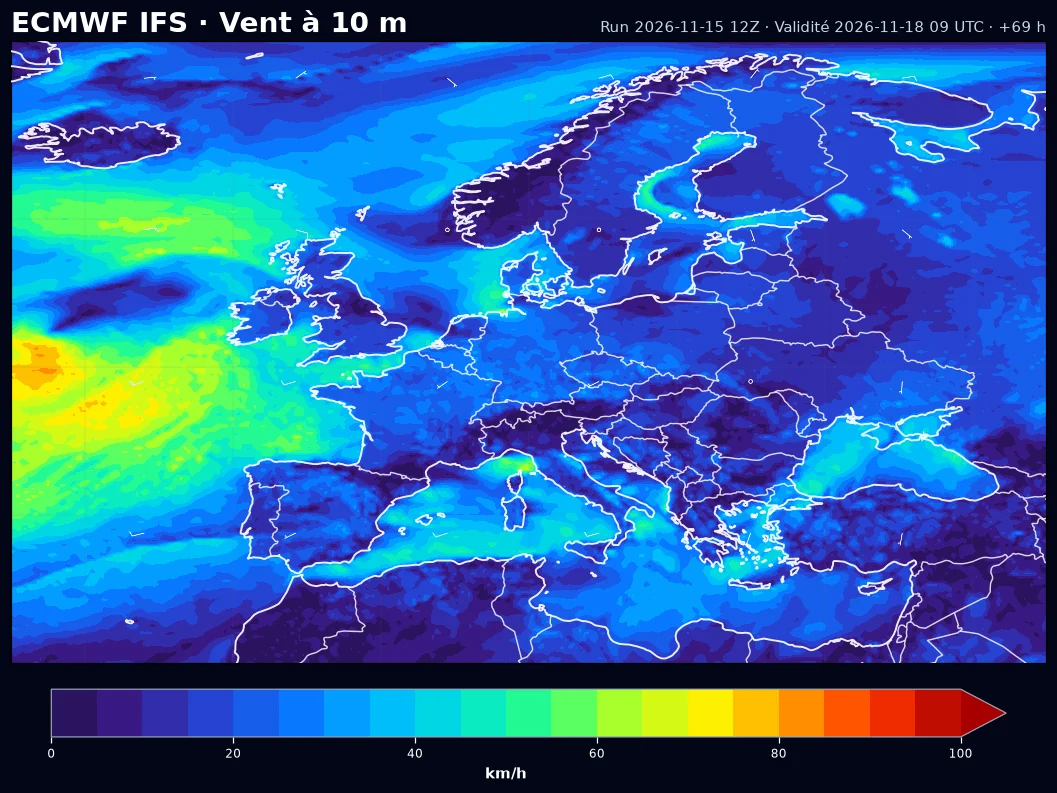 ECMWF IFS · Vent à 10 m
Run 2026-11-15 12Z · Validité 2026-11-18 09 UTC · +69 h
0 20 40 60 80 100
km/h